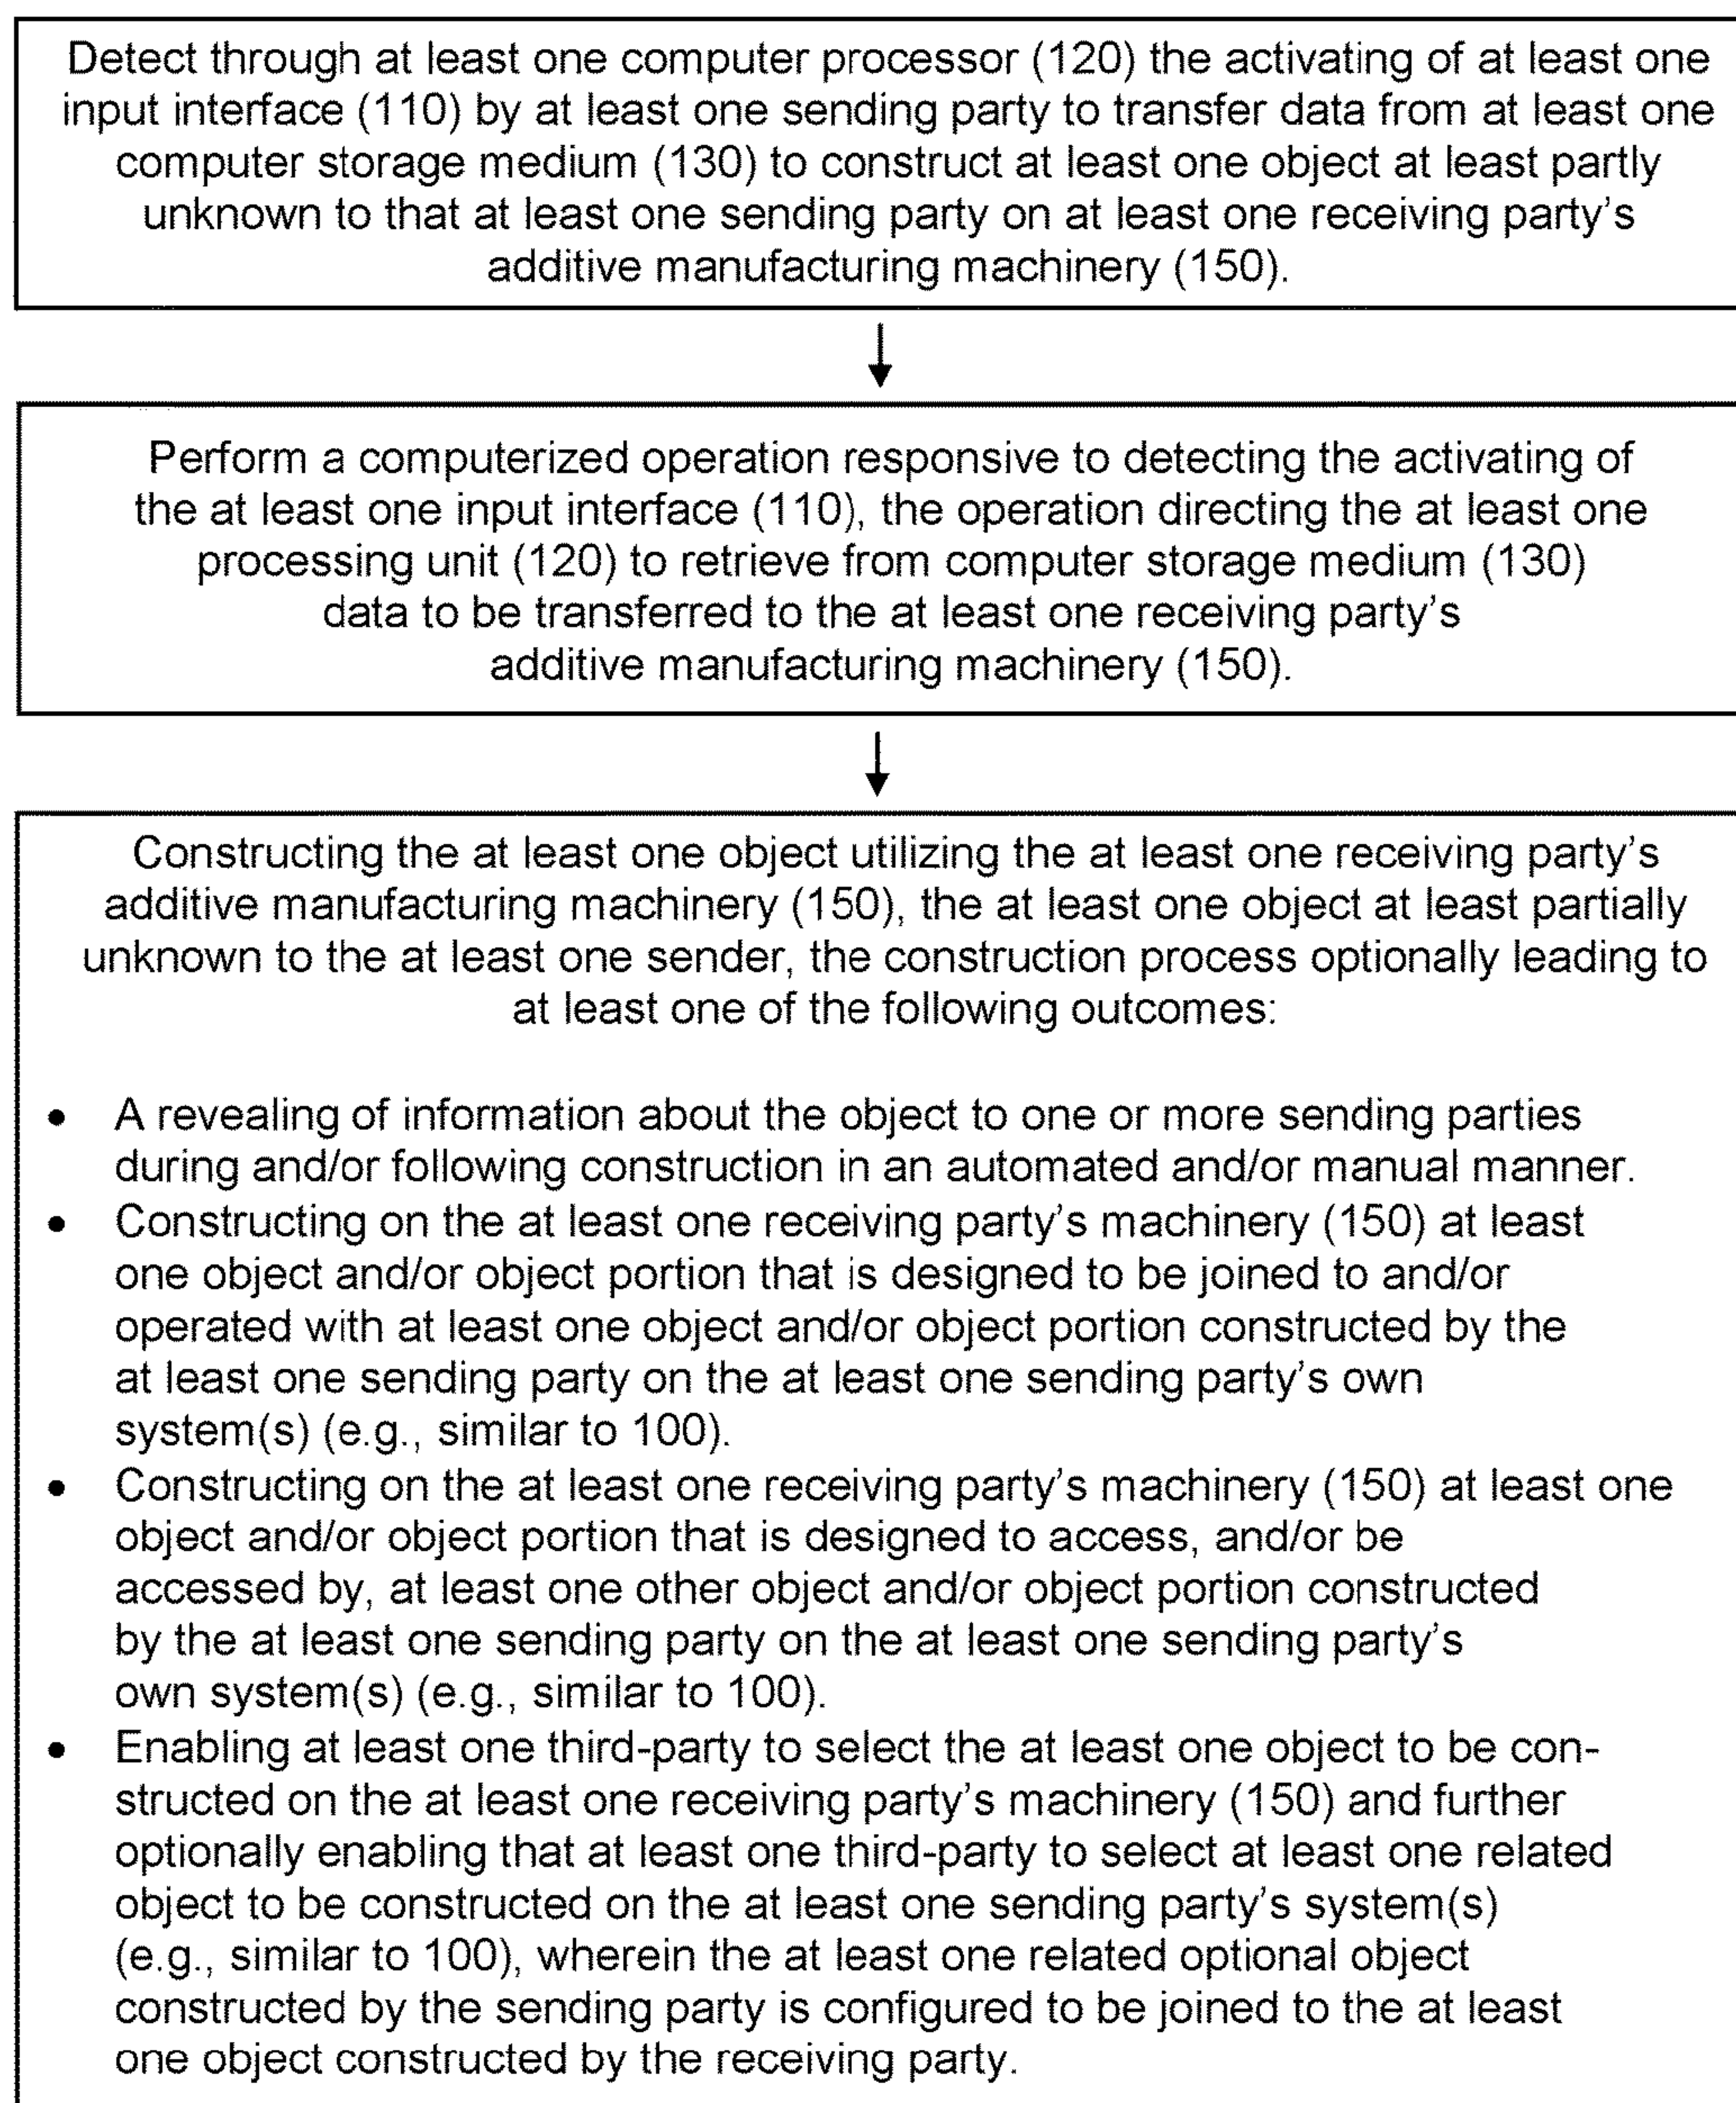 Detect through at least one computer processor (120) the activating of at least one
input interface (110) by at least one sending party to transfer data from at least one
computer storage medium (130) to construct at least one object at least partly
unknown to that at least one sending party on at least one receiving party's
additive manufacturing machinery (150).
Perform a computerized operation responsive to detecting the activating of
the at least one input interface (110), the operation directing the at least one
processing unit (120) to retrieve from computer storage medium (130)
data to be transferred to the at least one receiving party's
additive manufacturing machinery (150).
Constructing the at least one object utilizing the at least one receiving party's
additive manufacturing machinery (150), the at least one object at least partially
unknown to the at least one sender, the construction process optionally leading to
at least one of the following outcomes:
• A revealing of information about the object to one or more sending parties
during and/or following construction in an automated and/or manual manner.
• Constructing on the at least one receiving party's machinery (150) at least
one object and/or object portion that is designed to be joined to and/or
operated with at least one object and/or object portion constructed by the
at least one sending party on the at least one sending party's own
system(s) (e.g., similar to 100).
• Constructing on the at least one receiving party's machinery (150) at least one
object and/or object portion that is designed to access, and/or be
accessed by, at least one other object and/or object portion constructed
by the at least one sending party on the at least one sending party's
own system(s) (e.g., similar to 100).
• Enabling at least one third-party to select the at least one object to be con-
structed on the at least one receiving party's machinery (150) and further
optionally enabling that at least one third-party to select at least one related
object to be constructed on the at least one sending party's system(s)
(e.g., similar to 100), wherein the at least one related optional object
constructed by the sending party is configured to be joined to the at least
one object constructed by the receiving party.